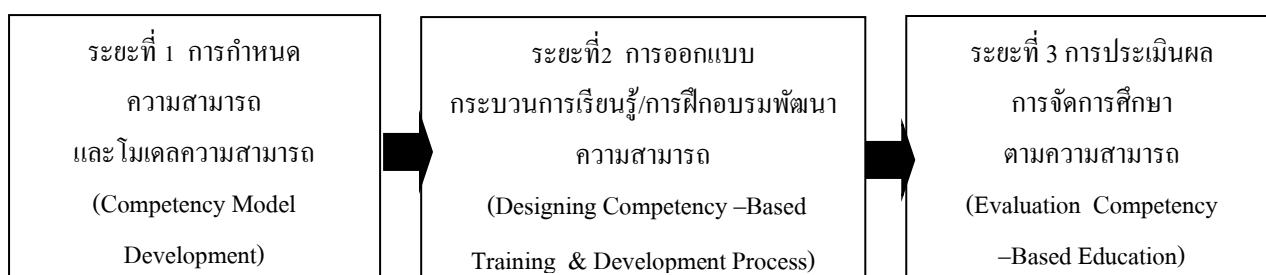 ระยะที่ 1 การกำหนด
ความสามารถ
และโมเดลความสามารถ
(Competency Model
Development)
ระยะที่2 การออกแบบ
กระบวนการเรียนรู้/การฝึกอบรมพัฒนา
ความสามารถ
(Designing Competency –Based
Training & Development Process)
ระยะที่ 3 การประเมินผล
การจัดการศึกษา
ตามความสามารถ
(Evaluation Competency
–Based Education)